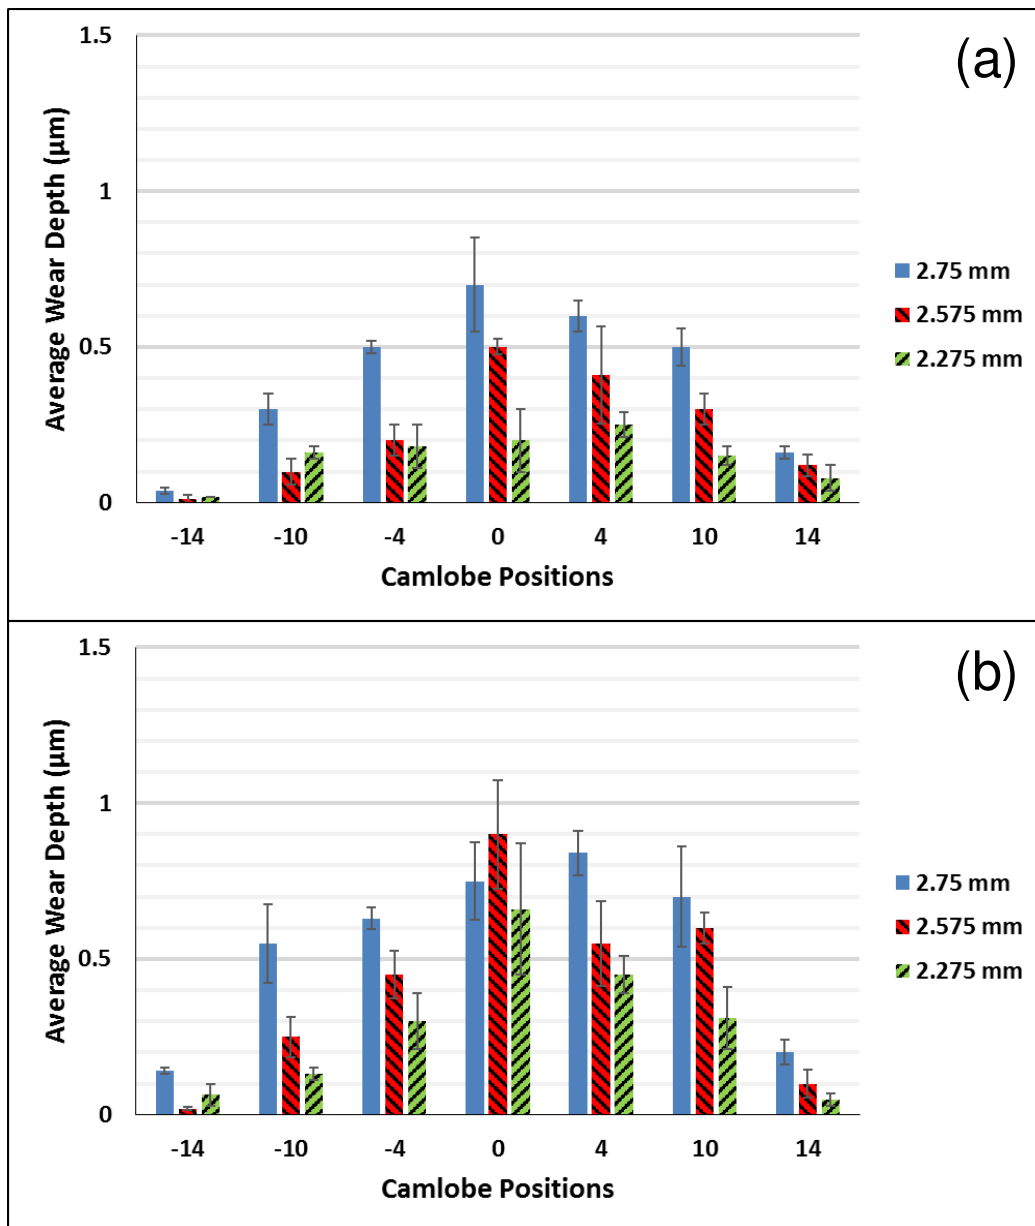 (a)
Average Wear Depth (μm)
1.5
1
0.5
0
-14 -10 -4 0 4 10 14
Camlobe Positions
2.75 mm
2.575 mm
2.275 mm
(b)
Average Wear Depth (μm)
1.5
1
0.5
0
-14 -10 -4 0 4 10 14
Camlobe Positions
2.75 mm
2.575 mm
2.275 mm